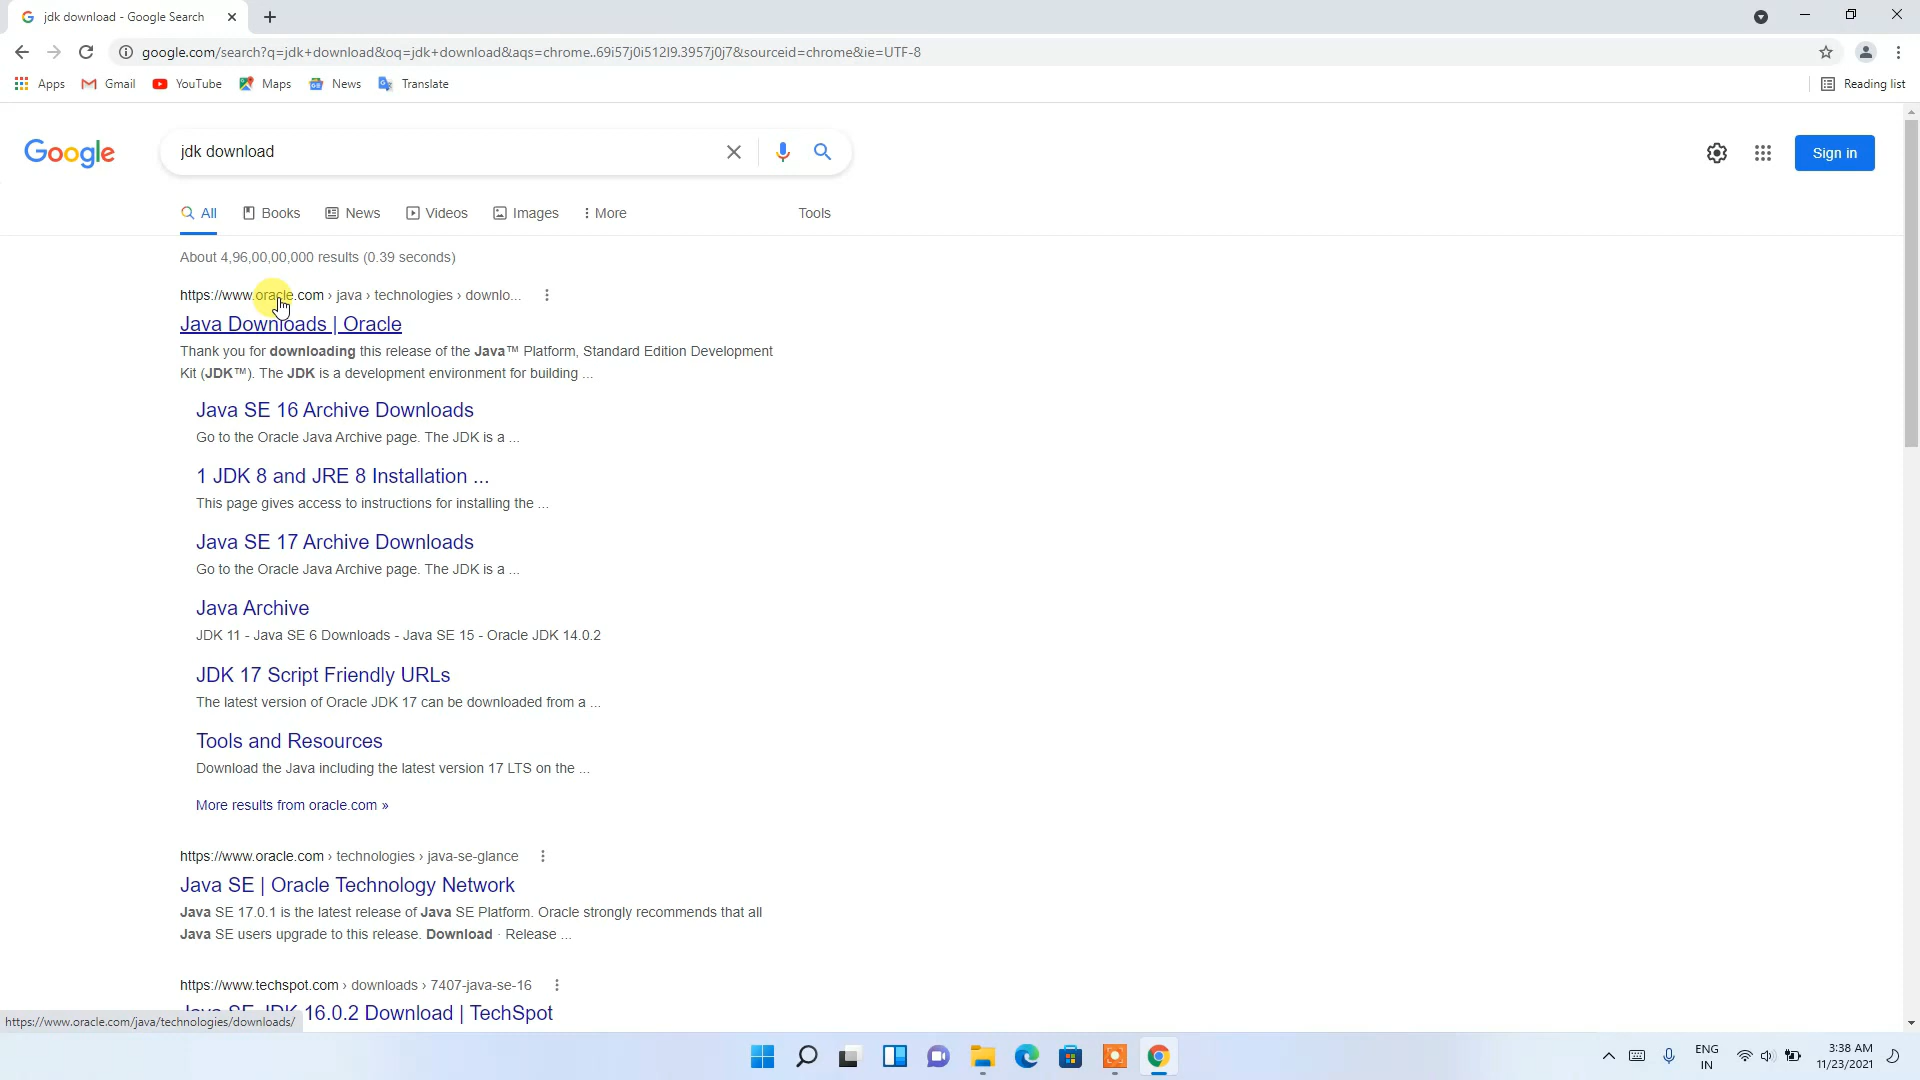 jdk download - Google Search
google.com/search?q=jdk+download&oq=jdk+download&aqs=chrome..69i57j0i512l9.3957j0j7&sourceid=chrome&ie=UTF-8
Apps Gmail YouTube Maps News Translate Reading list
Google jdk download Sign in
All Books News Videos Images More Tools
About 4,96,00,00,000 results (0.39 seconds)
https://www.oracle.com › java › technologies › downlo...
Java Downloads | Oracle
Thank you for downloading this release of the Java™ Platform, Standard Edition Development
Kit (JDK™). The JDK is a development environment for building ...
Java SE 16 Archive Downloads
Go to the Oracle Java Archive page. The JDK is a ...
1 JDK 8 and JRE 8 Installation ...
This page gives access to instructions for installing the ...
Java SE 17 Archive Downloads
Go to the Oracle Java Archive page. The JDK is a ...
Java Archive
JDK 11 - Java SE 6 Downloads - Java SE 15 - Oracle JDK 14.0.2
JDK 17 Script Friendly URLs
The latest version of Oracle JDK 17 can be downloaded from a ...
Tools and Resources
Download the Java including the latest version 17 LTS on the ...
More results from oracle.com »
https://www.oracle.com › technologies › java-se-glance
Java SE | Oracle Technology Network
Java SE 17.0.1 is the latest release of Java SE Platform. Oracle strongly recommends that all
Java SE users upgrade to this release. Download · Release ...
https://www.techspot.com › downloads › 7407-java-se-16
Java SE JDK 16.0.2 Download | TechSpot
https://www.oracle.com/java/technologies/downloads/
ENG 3:38 AM
IN 11/23/2021